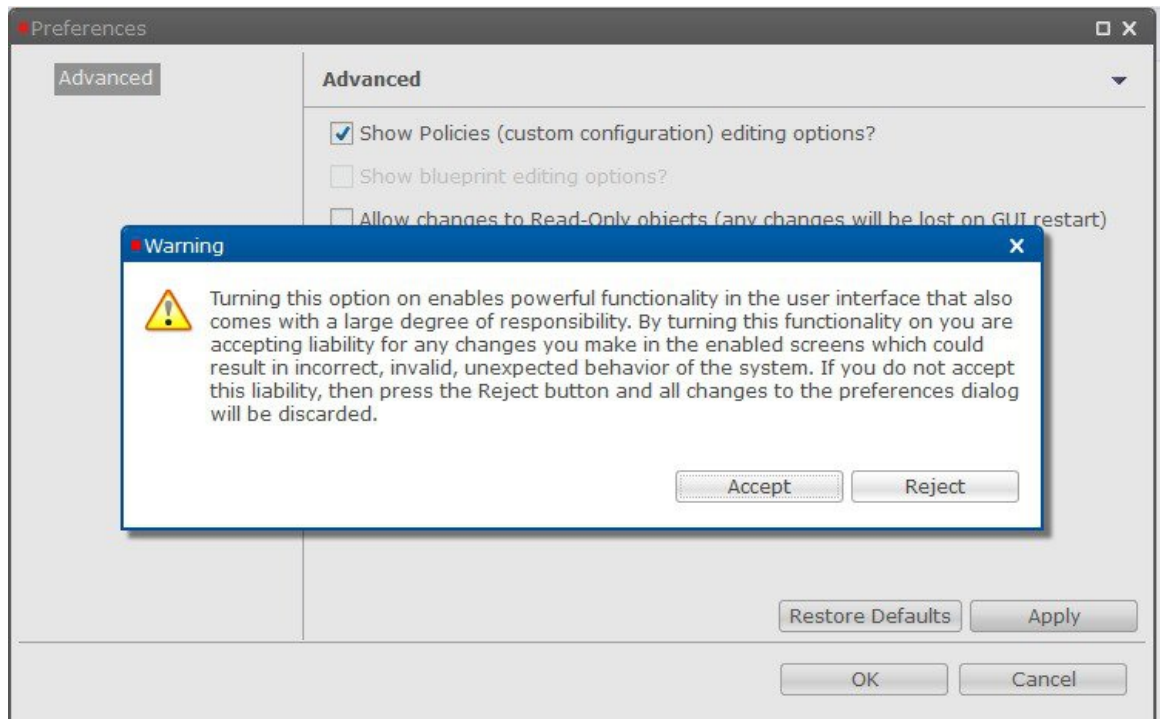 Preferences
Advanced
Advanced
Show Policies (custom configuration) editing options?
Show blueprint editing options?
Allow changes to Read-Only objects (any changes will be lost on GUI restart)
Warning
Turning this option on enables powerful functionality in the user interface that also
comes with a large degree of responsibility. By turning this functionality on you are
accepting liability for any changes you make in the enabled screens which could
result in incorrect, invalid, unexpected behavior of the system. If you do not accept
this liability, then press the Reject button and all changes to the preferences dialog
will be discarded.
Accept Reject
Restore Defaults Apply
OK Cancel